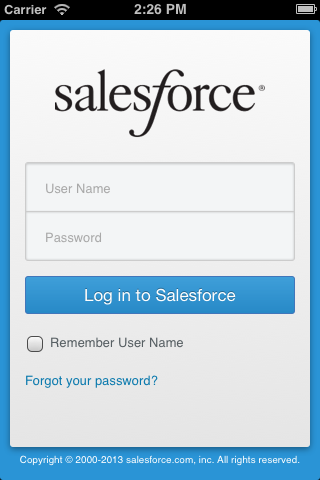 Carrier 2:26 PM
salesforce®
User Name
Password
Log in to Salesforce
Remember User Name
Forgot your password?
Copyright © 2000-2013 salesforce.com, inc. All rights reserved.